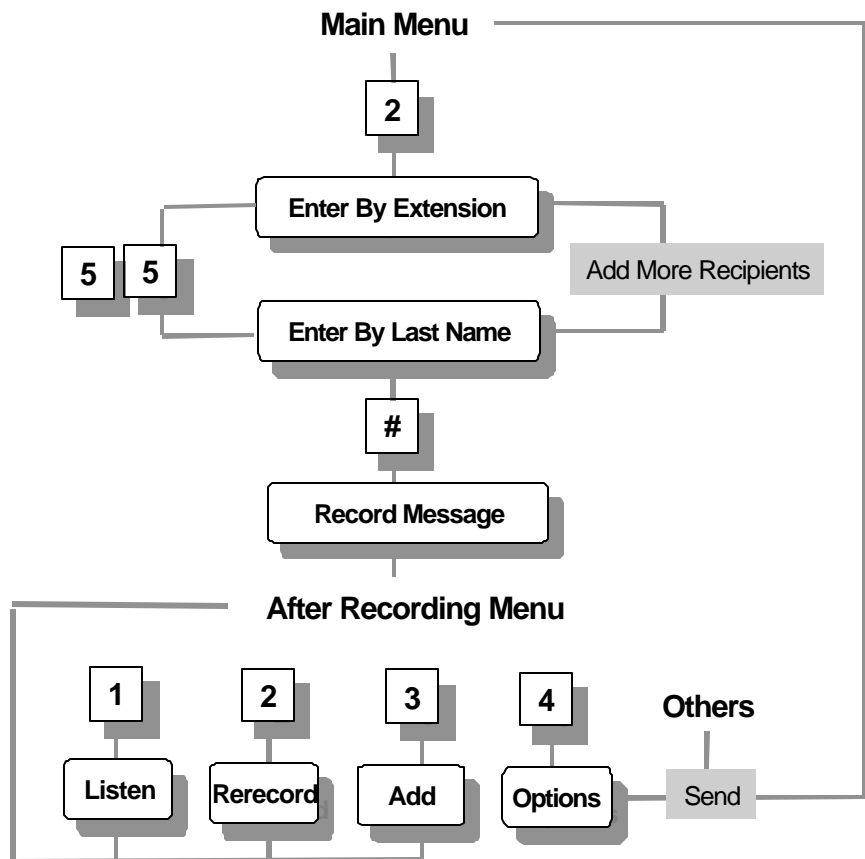 Main Menu
2
Enter By Extension
5 5
Add More Recipients
Enter By Last Name
#
Record Message
After Recording Menu
1 2 3 4
Others
Listen Rerecord Add Options Send